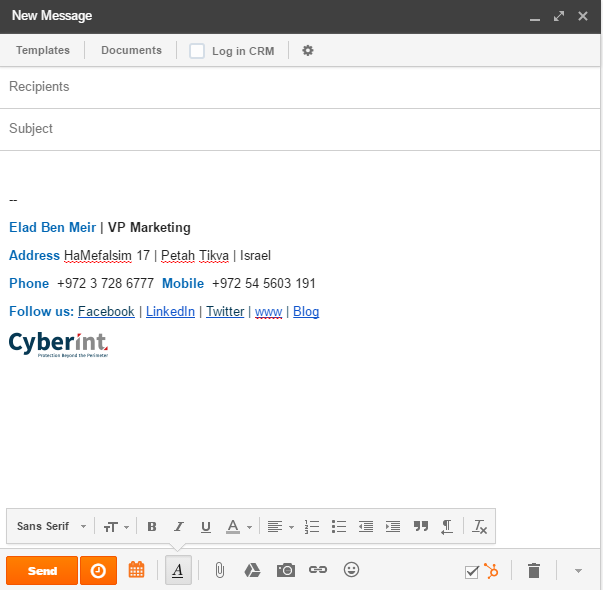 New Message
Templates Documents Log in CRM
Recipients
Subject
--
Elad Ben Meir | VP Marketing
Address HaMefalsim 17 | Petah Tikva | Israel
Phone +972 3 728 6777 Mobile +972 54 5603 191
Follow us: Facebook | LinkedIn | Twitter | www | Blog
Cyberint
Protection Beyond the Perimeter
Sans Serif TT B I U A
Send A